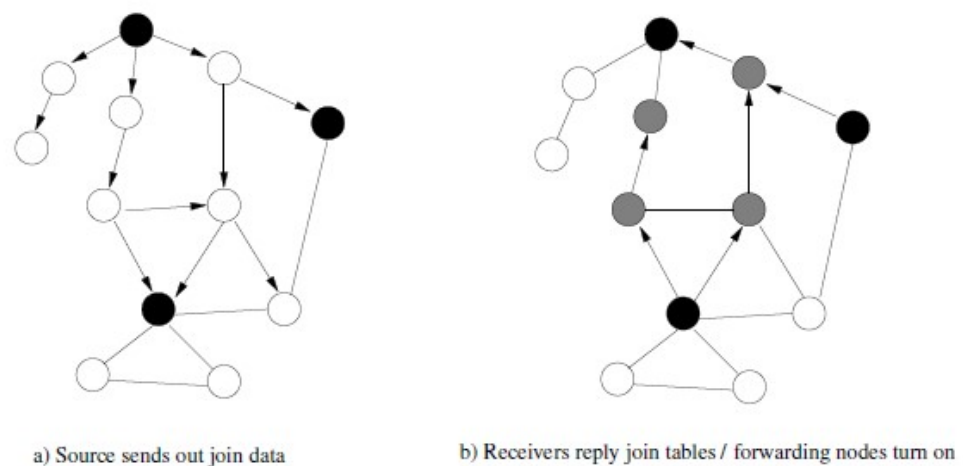 a) Source sends out join data
b) Receivers reply join tables / forwarding nodes turn on